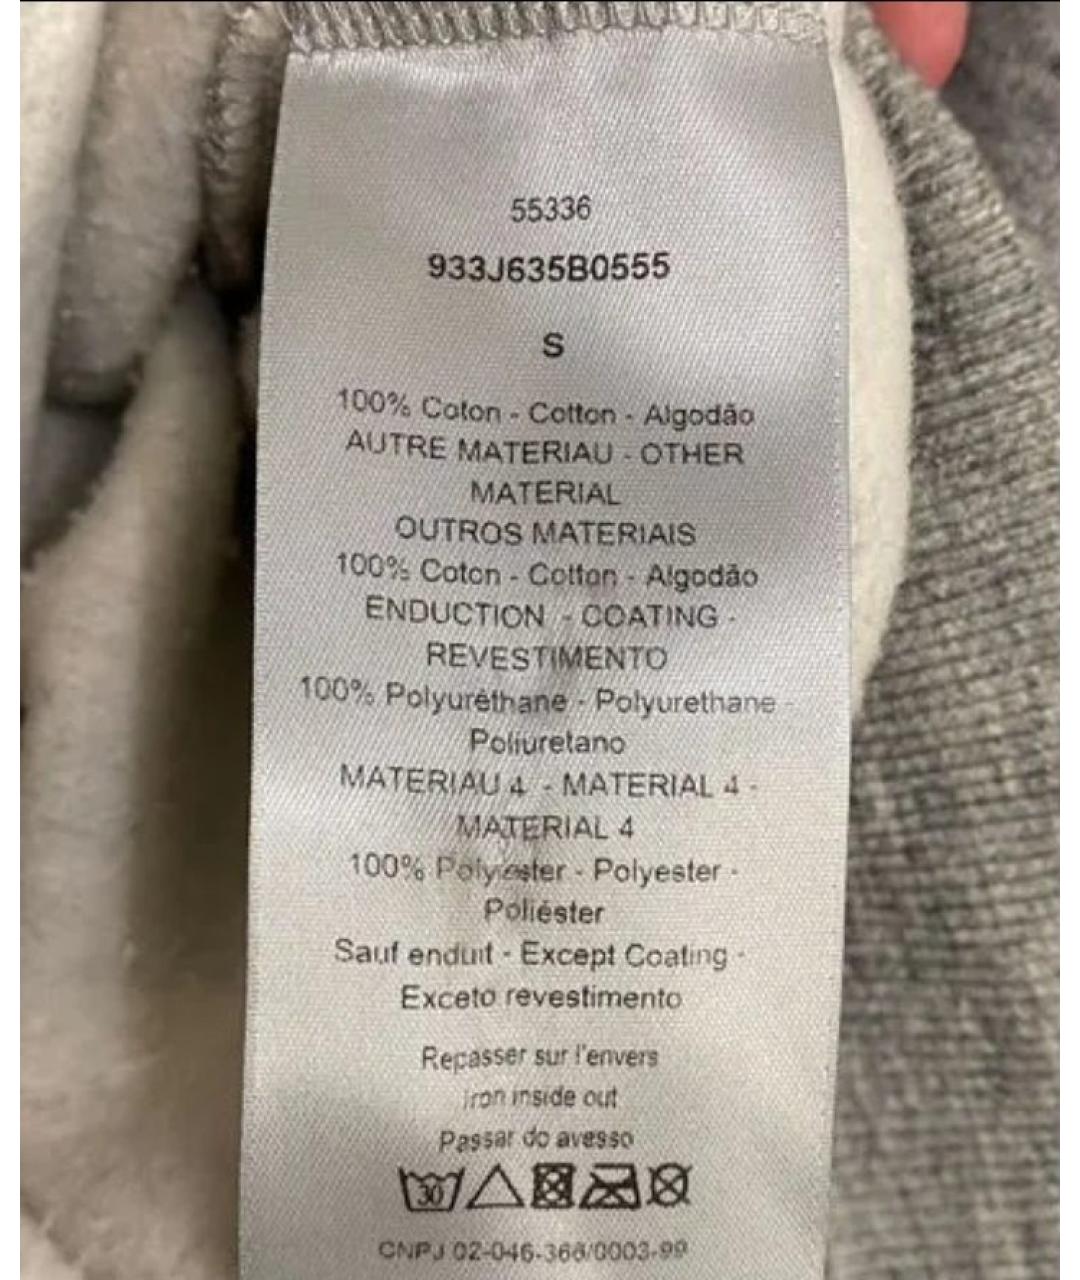 55336
933J635B0555
S
100% Coton - Cotton - Algodão
AUTRE MATERIAU - OTHER
MATERIAL
OUTROS MATERIAIS
100% Coton - Cotton - Algodão
ENDUCTION - COATING -
REVESTIMENTO
100% Polyuréthane - Polyurethane -
Poliuretano
MATERIAU 4 - MATERIAL 4 -
MATERIAL 4
100% Polyester - Polyester -
Poliéster
Sauf enduit - Except Coating -
Exceto revestimento
Repasser sur l'envers
Iron inside out
Passar do avesso
30
CNPJ 02-046-366/0003-99